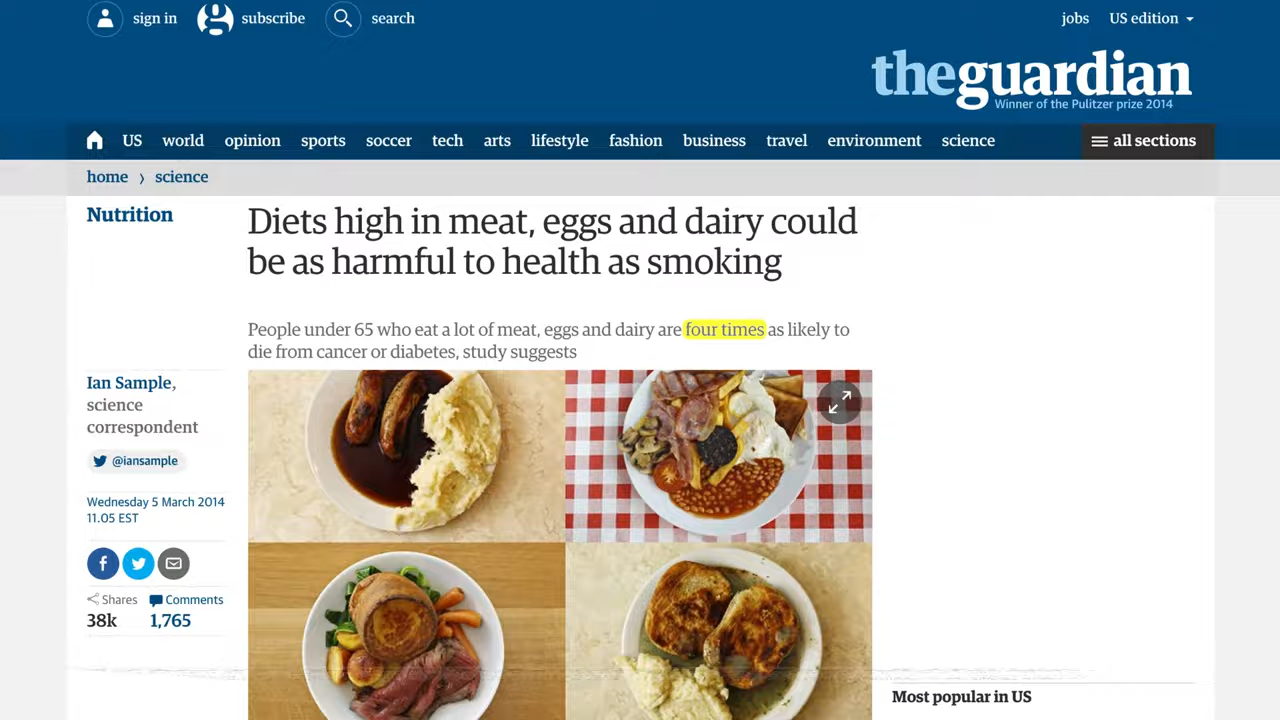 sign in
subscribe
search
jobs
US edition
theguardian
Winner of the Pulitzer prize 2014
US world opinion sports soccer tech arts lifestyle fashion business travel environment science
all sections
home › science
Nutrition
Diets high in meat, eggs and dairy could
be as harmful to health as smoking
People under 65 who eat a lot of meat, eggs and dairy are four times as likely to
die from cancer or diabetes, study suggests
Ian Sample,
science
correspondent
@iansample
Wednesday 5 March 2014
11.05 EST
Shares
38k
Comments
1,765
Most popular in US